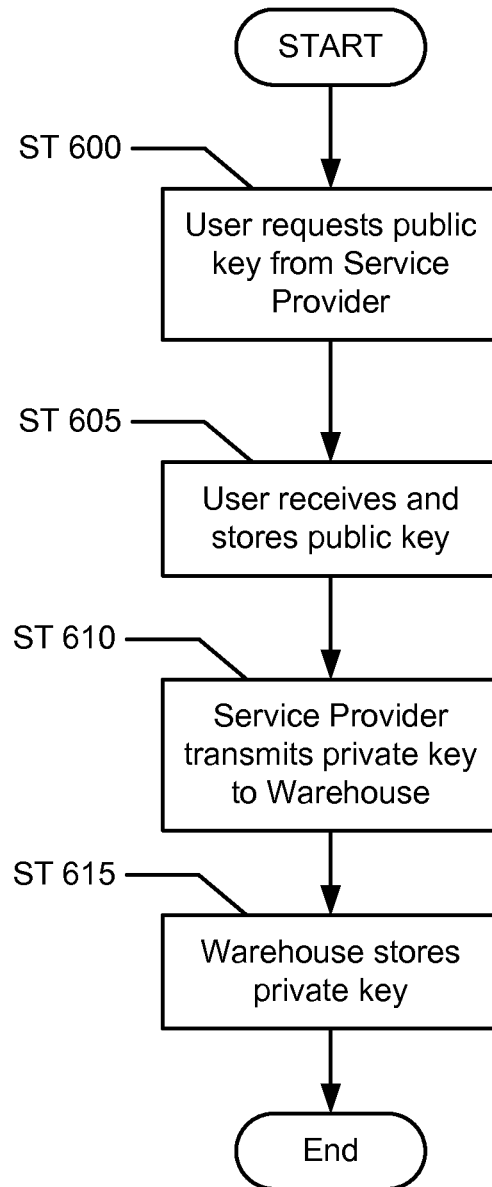 START
ST 600
User requests public
key from Service
Provider
ST 605
User receives and
stores public key
ST 610
Service Provider
transmits private key
to Warehouse
ST 615
Warehouse stores
private key
End